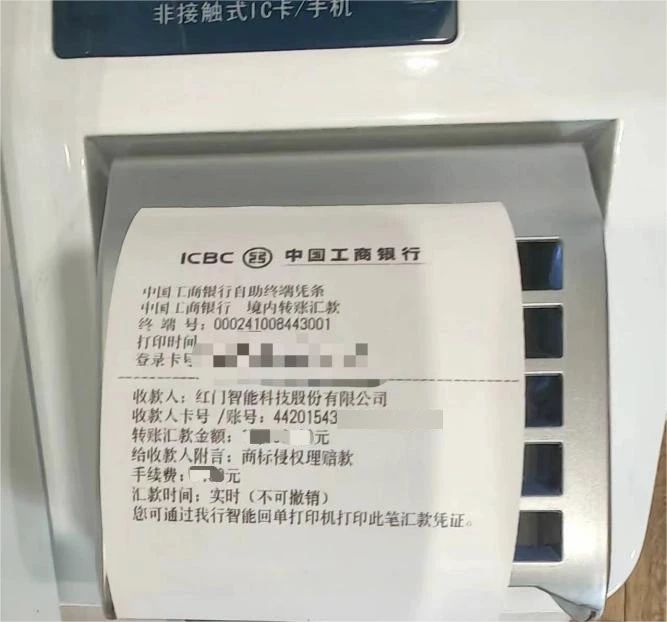 非接触式IC卡/手机
ICBC 中国工商银行
中国工商银行自助终端凭条
中国工商银行 境内转账汇款
终 端 号：000241008443001
打印时间
登录卡号
收款人：红门智能科技股份有限公司
收款人卡号/账号：44201543
转账汇款金额：元
给收款人附言：商标侵权理赔款
手续费：元
汇款时间：实时（不可撤销）
您可通过我行智能回单打印机打印此笔汇款凭证。